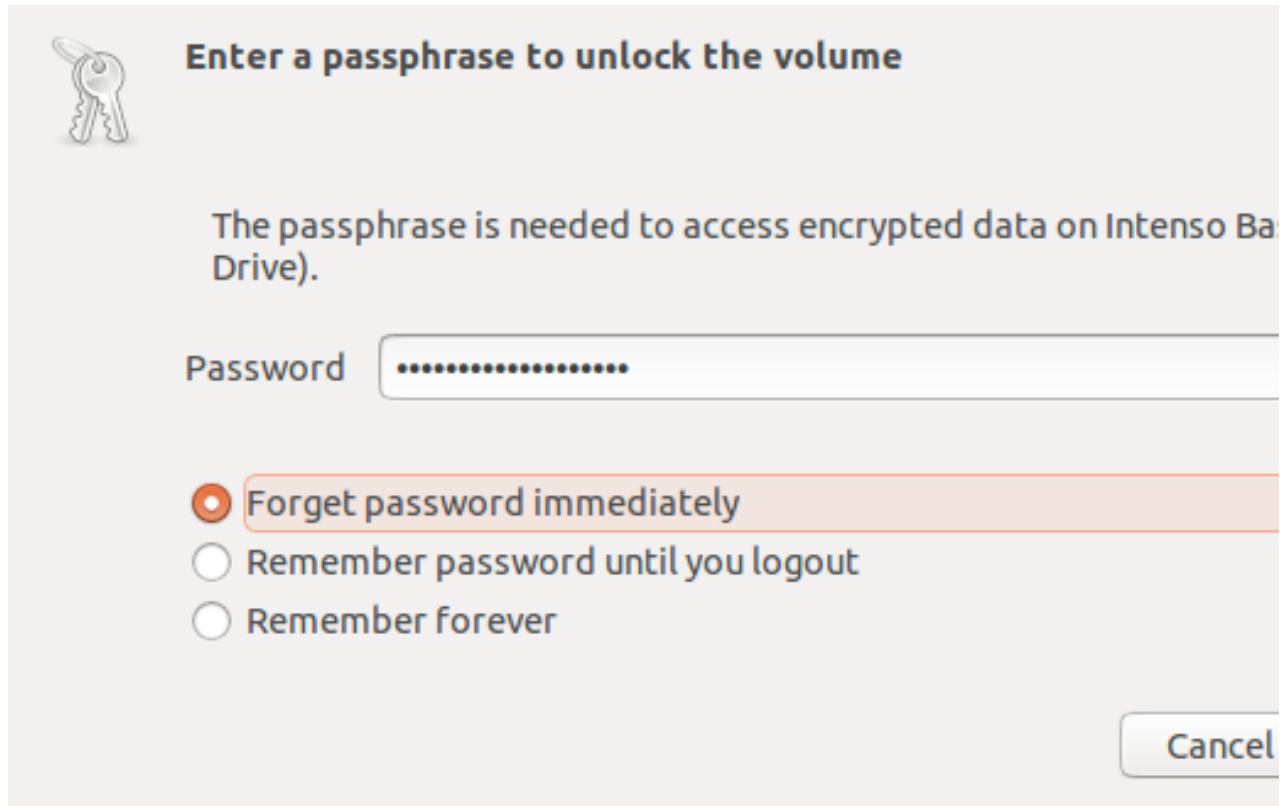 Enter a passphrase to unlock the volume
The passphrase is needed to access encrypted data on Intenso
Drive).
Password •••••••••••••••••••
Forget password immediately
Remember password until you logout
Remember forever
Cancel